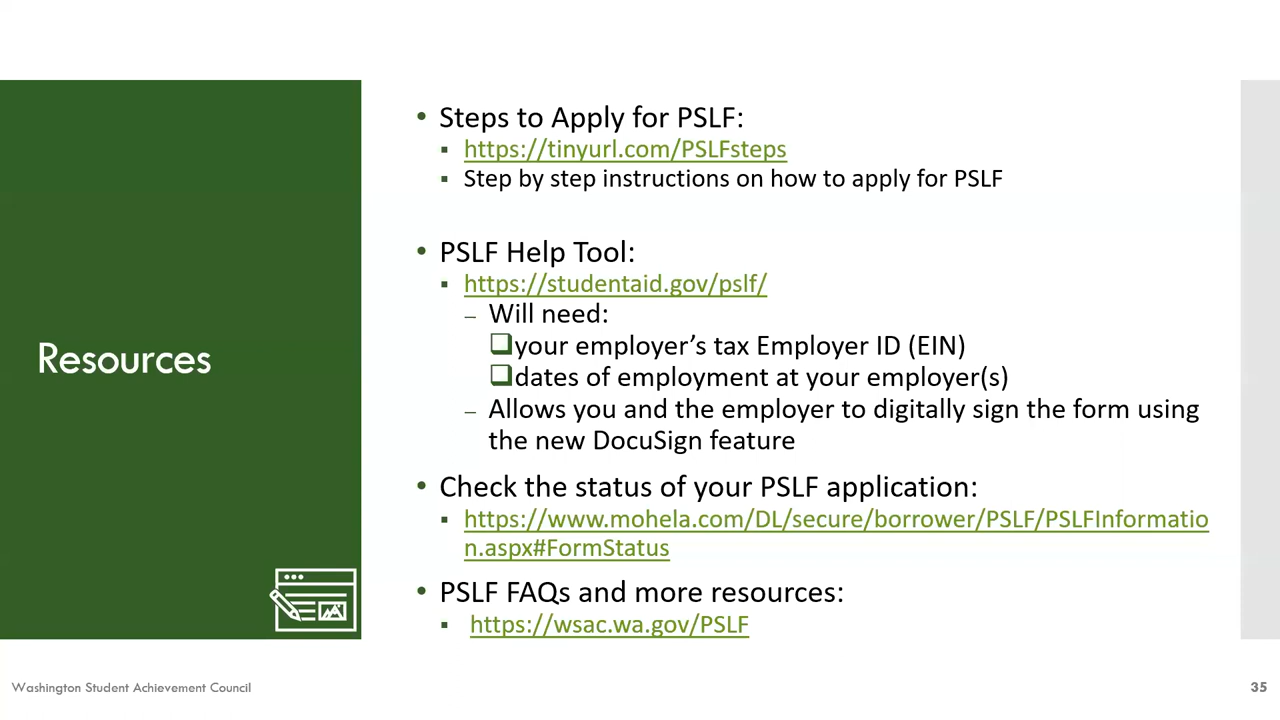 Resources
• Steps to Apply for PSLF:
▪ https://tinyurl.com/PSLFsteps
▪ Step by step instructions on how to apply for PSLF
• PSLF Help Tool:
▪ https://studentaid.gov/pslf/
– Will need:
❑your employer’s tax Employer ID (EIN)
❑dates of employment at your employer(s)
– Allows you and the employer to digitally sign the form using
the new DocuSign feature
• Check the status of your PSLF application:
▪ https://www.mohela.com/DL/secure/borrower/PSLF/PSLFInformatio
n.aspx#FormStatus
• PSLF FAQs and more resources:
▪ https://wsac.wa.gov/PSLF
Washington Student Achievement Council
35